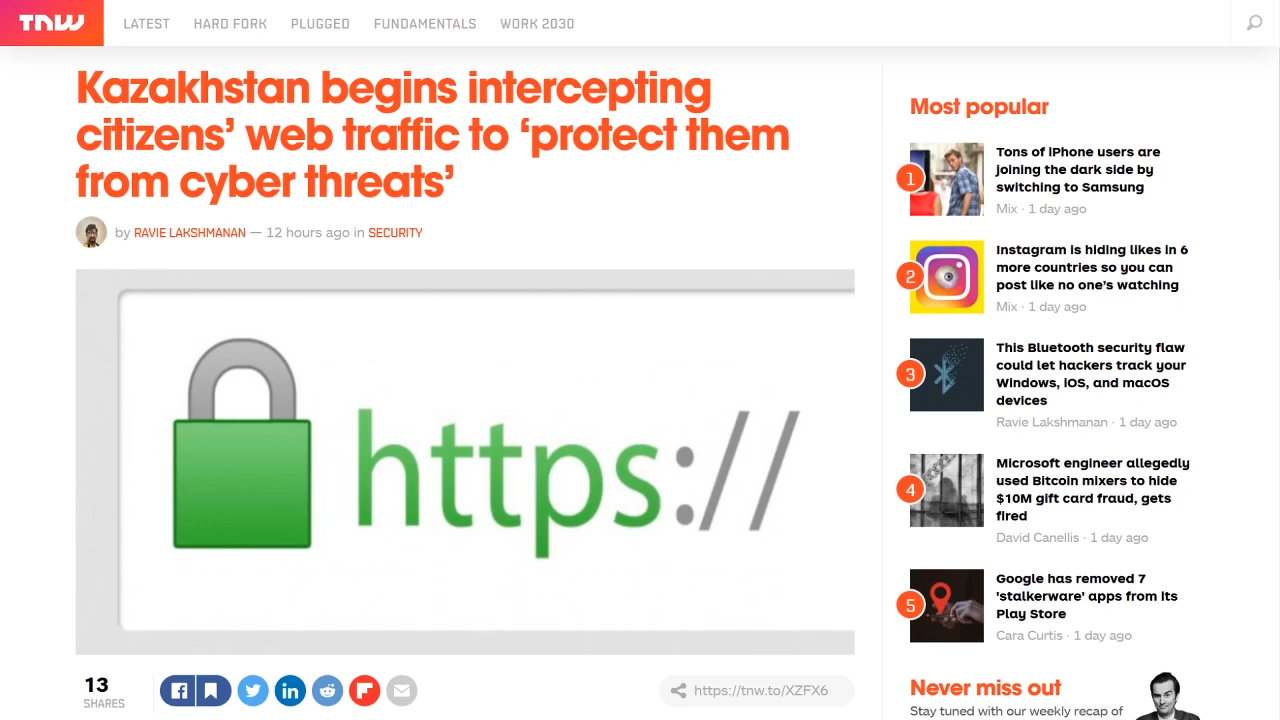 TNW
LATEST
HARD FORK
PLUGGED
FUNDAMENTALS
WORK 2030
Kazakhstan begins intercepting
citizens’ web traffic to ‘protect them
from cyber threats’
by RAVIE LAKSHMANAN — 12 hours ago in SECURITY
https://
13
SHARES
https://tnw.to/XZFX6
Most popular
1
Tons of iPhone users are
joining the dark side by
switching to Samsung
Mix · 1 day ago
2
Instagram is hiding likes in 6
more countries so you can
post like no one’s watching
Mix · 1 day ago
3
This Bluetooth security flaw
could let hackers track your
Windows, iOS, and macOS
devices
Ravie Lakshmanan · 1 day ago
4
Microsoft engineer allegedly
used Bitcoin mixers to hide
$10M gift card fraud, gets
fired
David Canellis · 1 day ago
5
Google has removed 7
'stalkerware' apps from its
Play Store
Cara Curtis · 1 day ago
Never miss out
Stay tuned with our weekly recap of